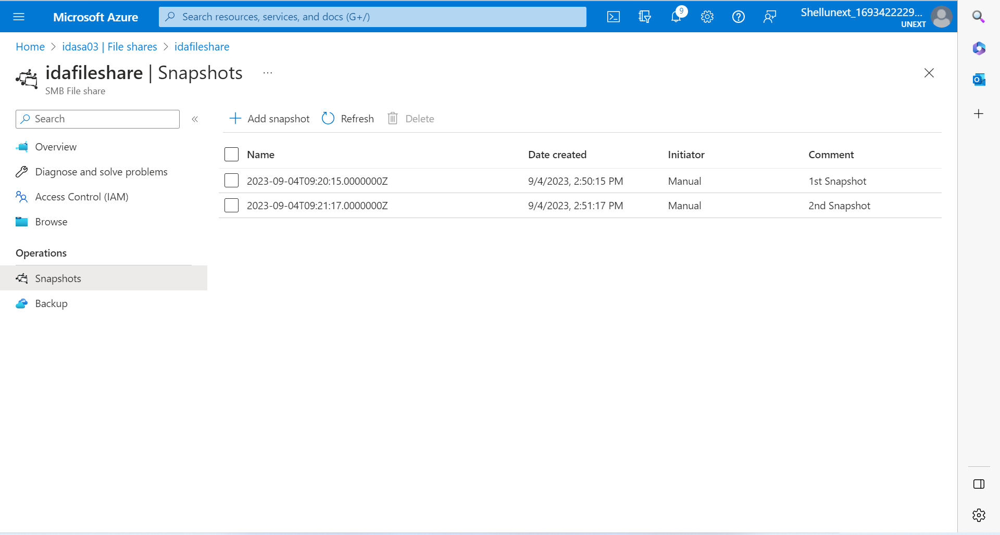 Microsoft Azure
Search resources, services, and docs (G+/)
9
Shellunext_1693422229...
UNEXT
Home > idasa03 | File shares > idafileshare
idafileshare | Snapshots ...
SMB File share
Search
«
Add snapshot
Refresh
Delete
Overview
Diagnose and solve problems
Access Control (IAM)
Browse
Operations
Snapshots
Backup
Name Date created Initiator Comment
2023-09-04T09:20:15.0000000Z 9/4/2023, 2:50:15 PM Manual 1st Snapshot
2023-09-04T09:21:17.0000000Z 9/4/2023, 2:51:17 PM Manual 2nd Snapshot